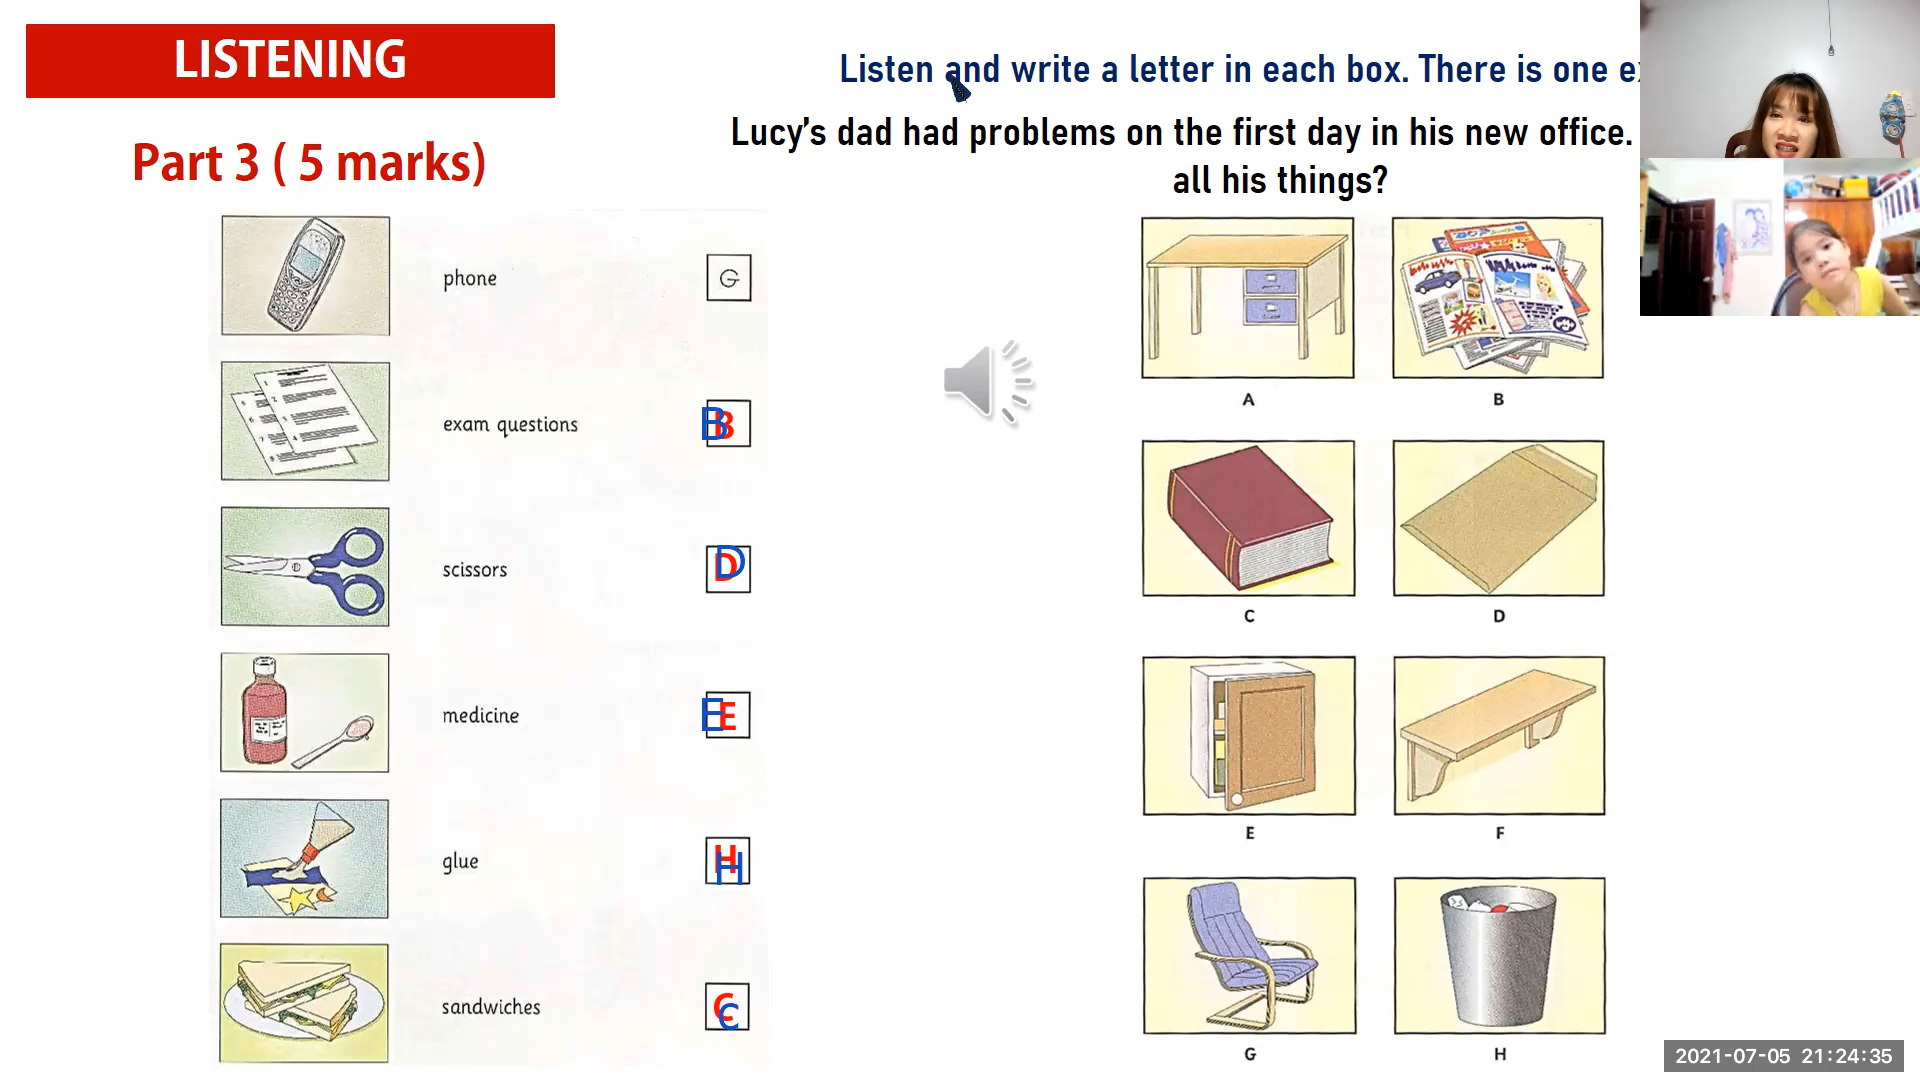 LISTENING
Listen and write a letter in each box. There is one
Part 3 ( 5 marks)
Lucy's dad had problems on the first day in his new office.
all his things?
phone
G
exam questions
B B
scissors
D D
medicine
E E
glue
H H
sandwiches
C C
A
B
C
D
E
F
G
H
2021-07-05 21:24:35